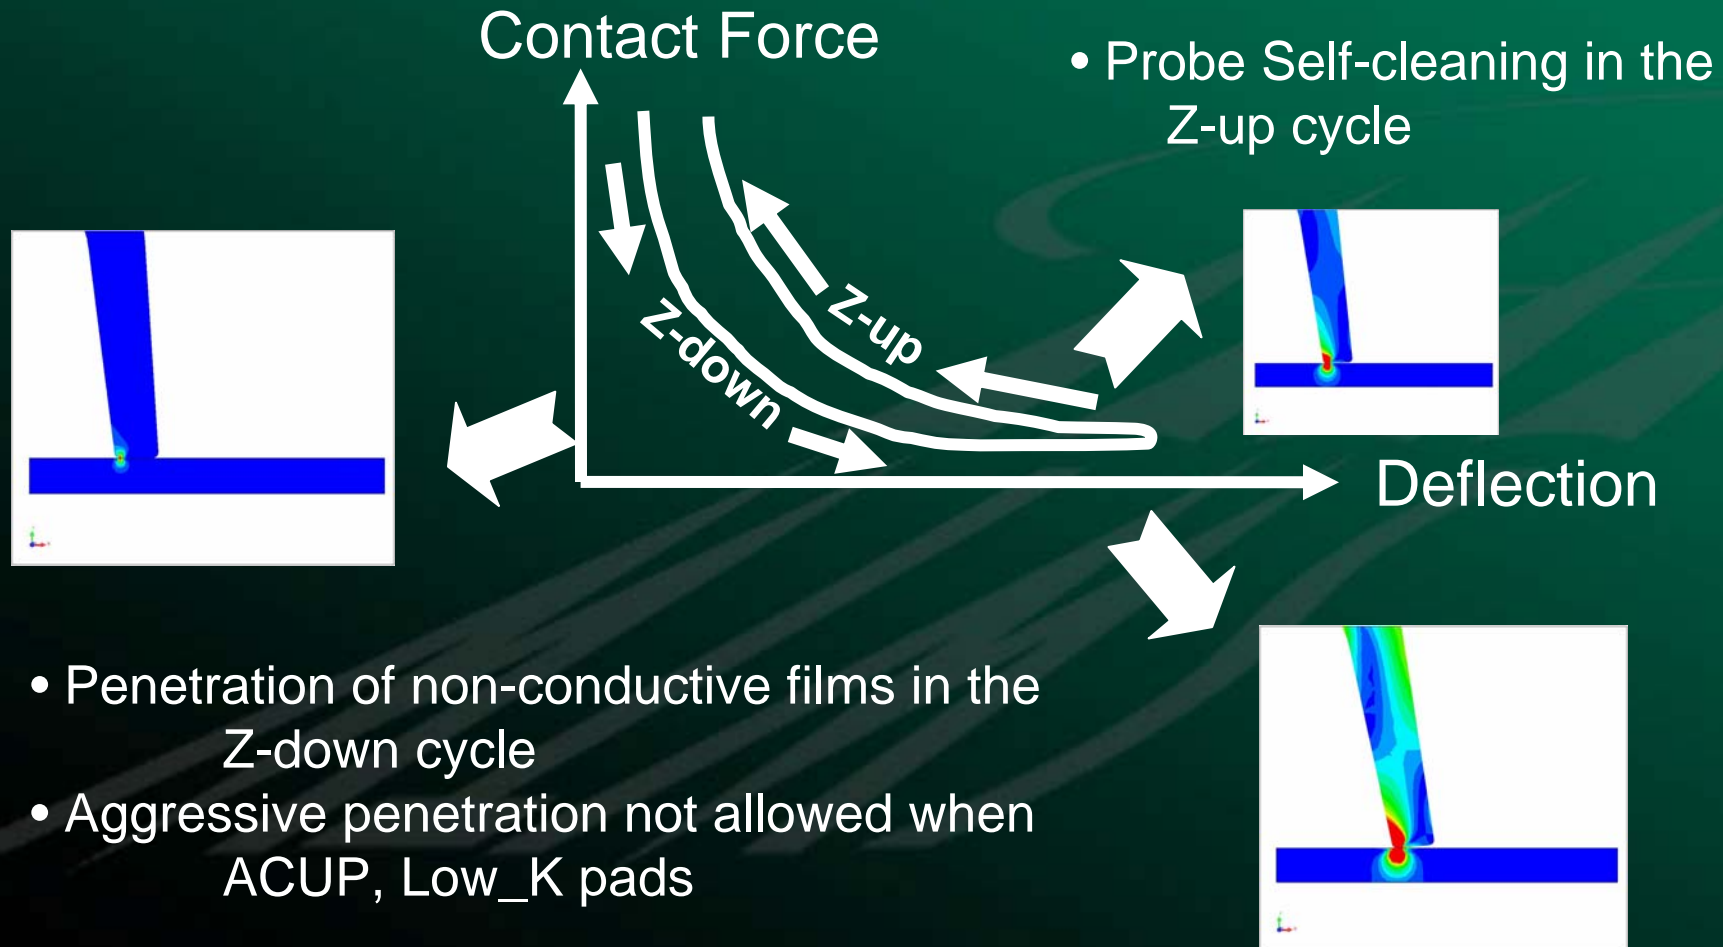 Contact Force
• Probe Self-cleaning in the
Z-up cycle
Z-up
Z-down
Deflection
• Penetration of non-conductive films in the
Z-down cycle
• Aggressive penetration not allowed when
ACUP, Low_K pads